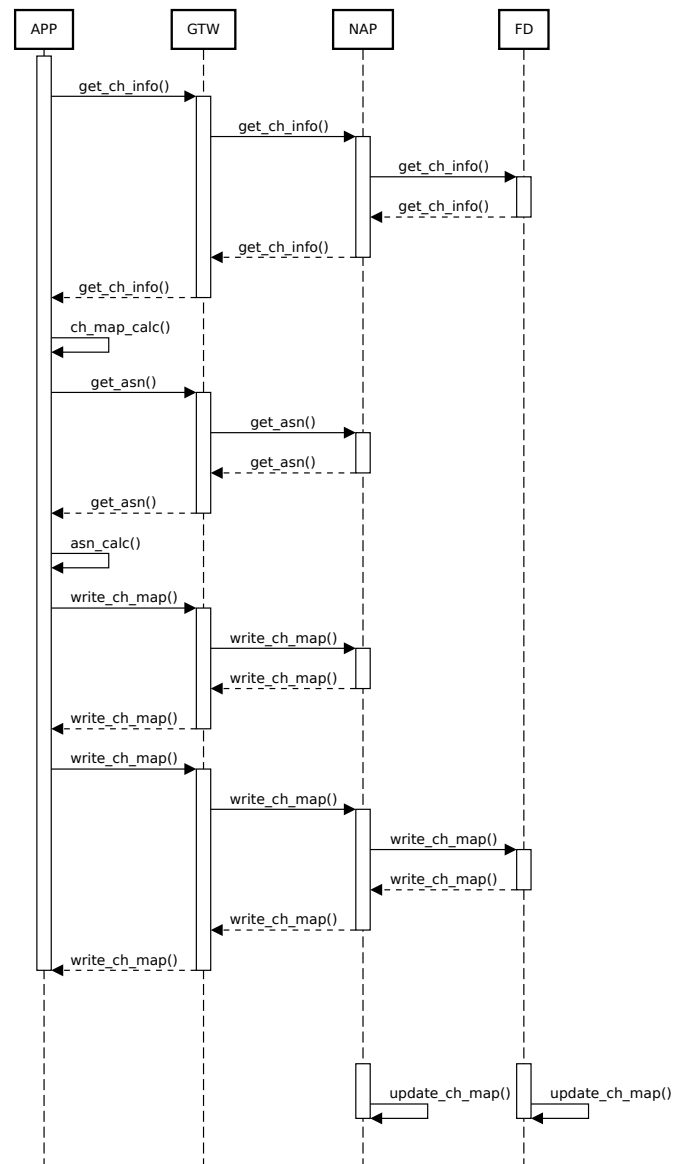 APP GTW NAP FD
get_ch_info()
get_ch_info()
get_ch_info()
get_ch_info()
get_ch_info()
get_ch_info()
ch_map_calc()
get_asn()
get_asn()
get_asn()
get_asn()
asn_calc()
write_ch_map()
write_ch_map()
write_ch_map()
write_ch_map()
write_ch_map()
write_ch_map()
write_ch_map()
write_ch_map()
write_ch_map()
write_ch_map()
update_ch_map() update_ch_map()